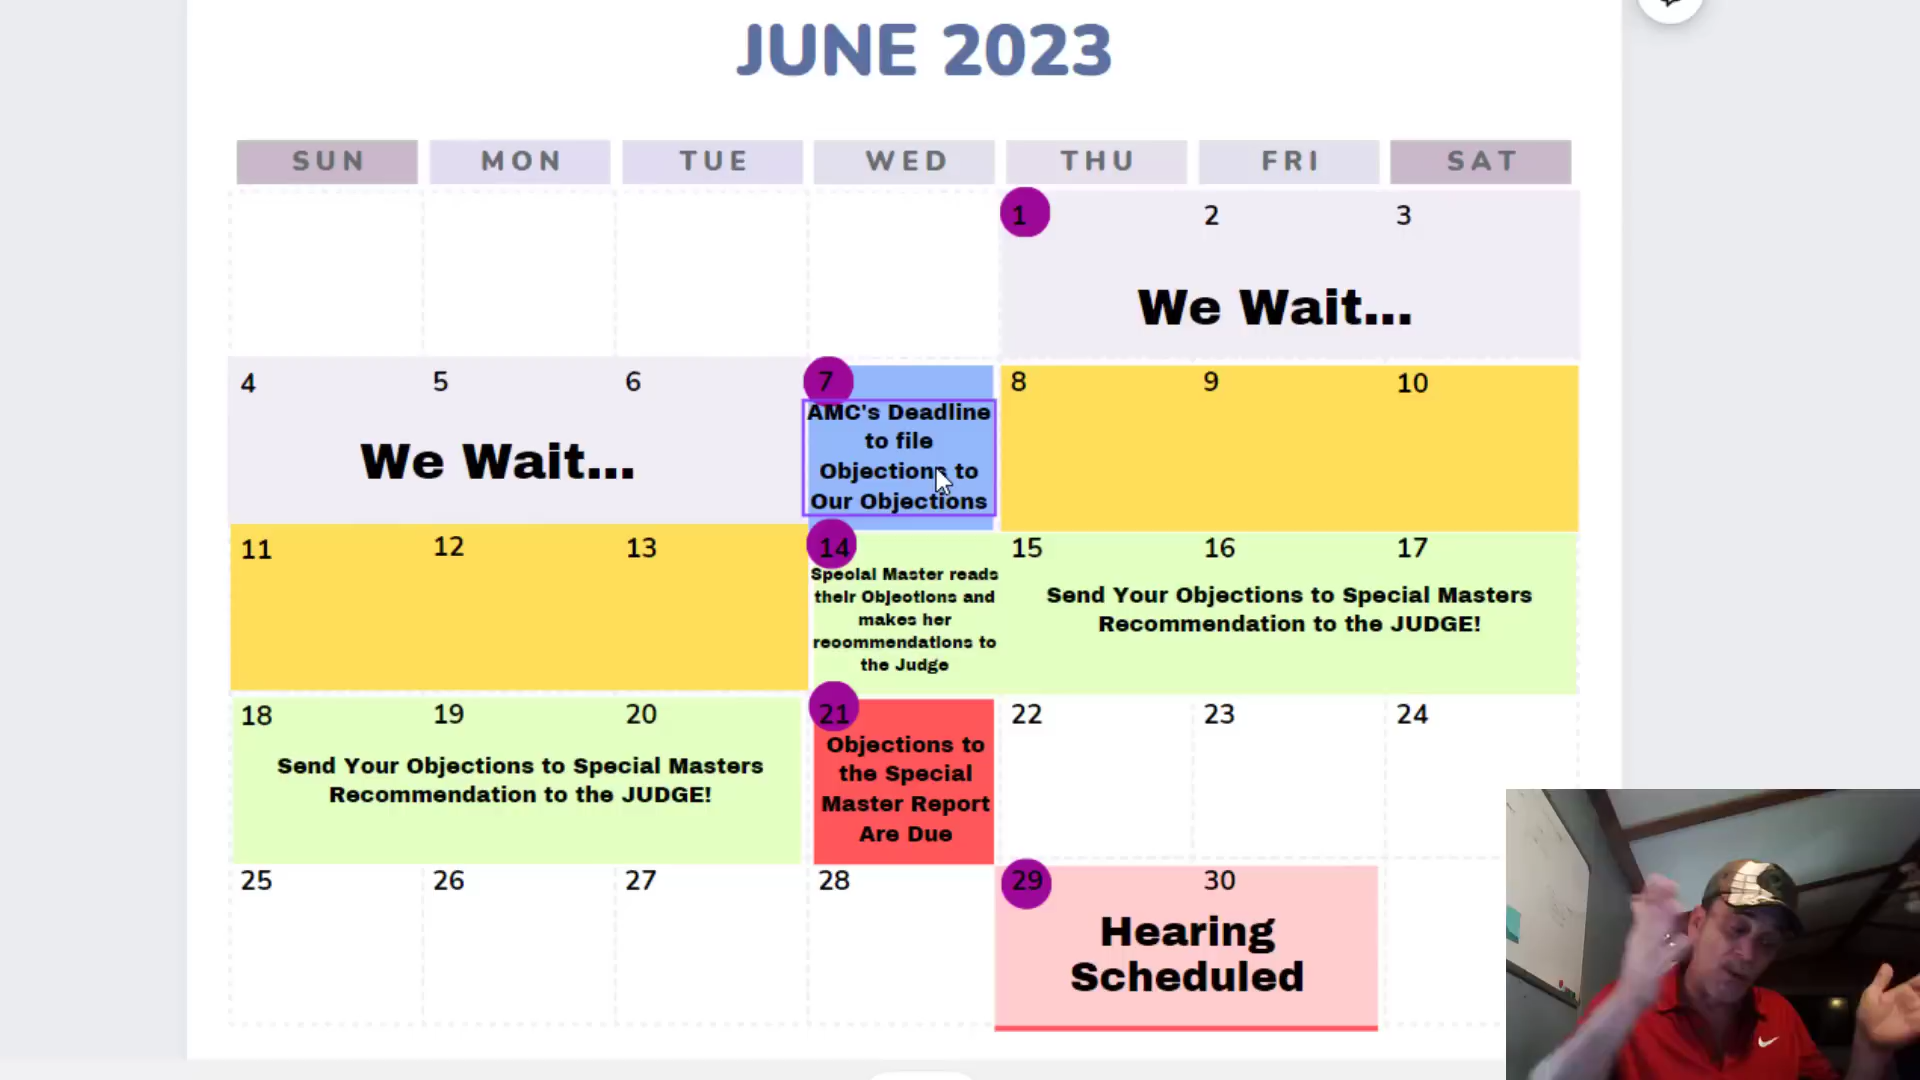 JUNE 2023
SUN MON TUE WED THU FRI SAT
1 2 3
We Wait...
4 5 6 7 8 9 10
We Wait...
AMC's Deadline
to file
Objections to
Our Objections
11 12 13 14 15 16 17
Special Master reads
their Objections and
makes her
recommendations to
the Judge
Send Your Objections to Special Masters
Recommendation to the JUDGE!
18 19 20 21 22 23 24
Send Your Objections to Special Masters
Recommendation to the JUDGE!
Objections to
the Special
Master Report
Are Due
25 26 27 28 29 30
Hearing
Scheduled